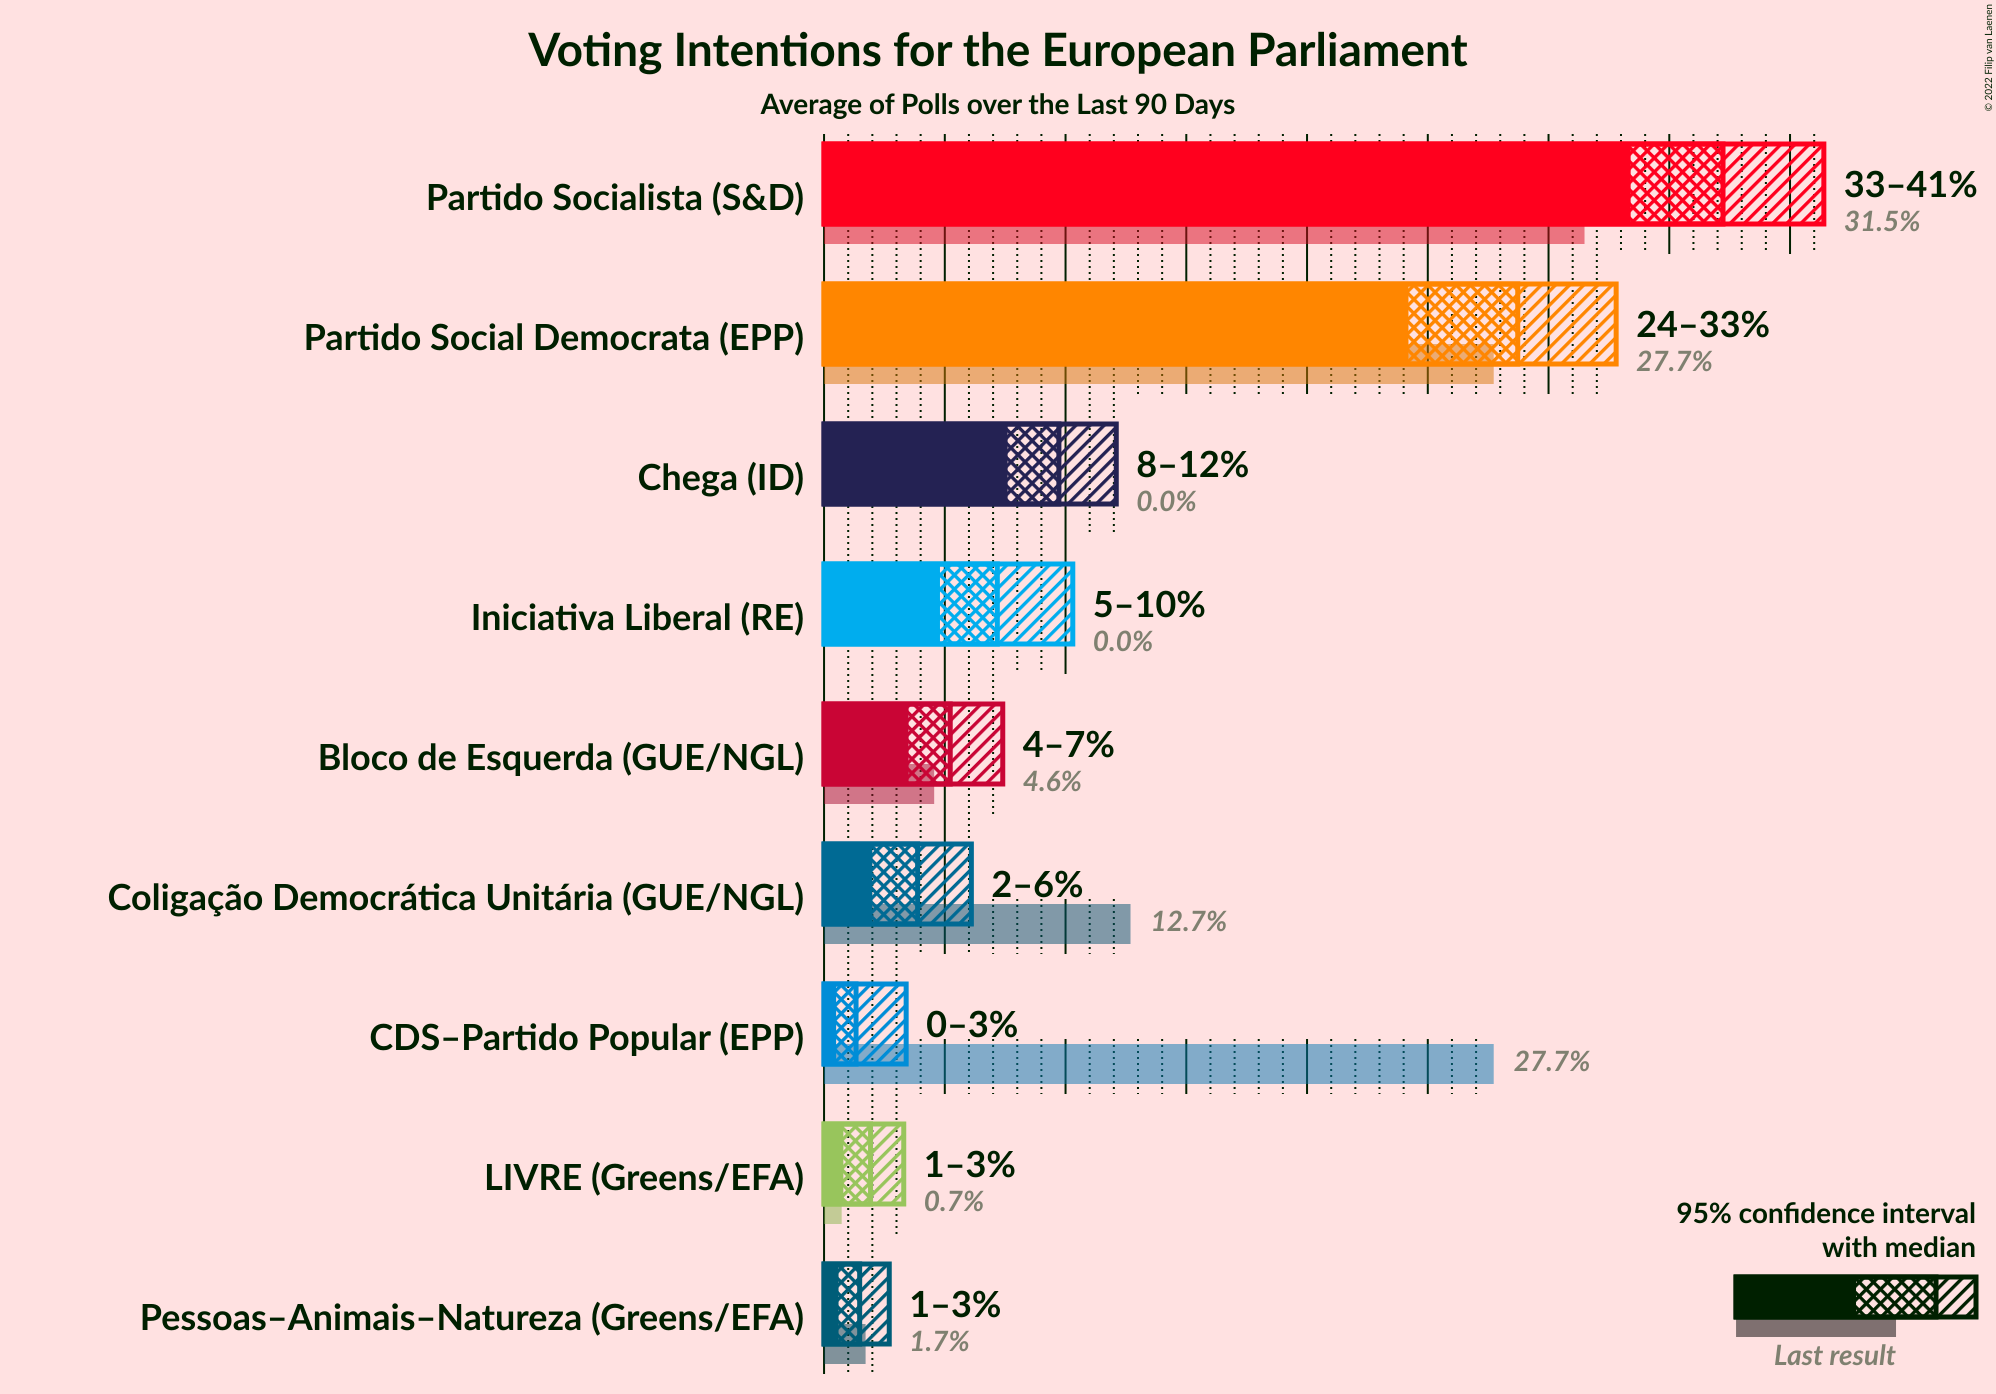 Voting Intentions for the European Parliament
Average of Polls over the Last 90 Days
© 2022 Filip van Laenen
Partido Socialista (S&D)
33–41%
31.5%
Partido Social Democrata (EPP)
24–33%
27.7%
Chega (ID)
8–12%
0.0%
Iniciativa Liberal (RE)
5–10%
0.0%
Bloco de Esquerda (GUE/NGL)
4–7%
4.6%
Coligação Democrática Unitária (GUE/NGL)
2–6%
12.7%
CDS–Partido Popular (EPP)
0–3%
27.7%
LIVRE (Greens/EFA)
1–3%
0.7%
Pessoas–Animais–Natureza (Greens/EFA)
1–3%
1.7%
95% confidence interval
with median
Last result